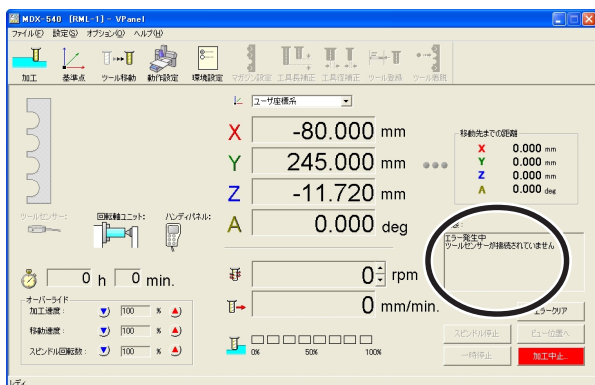 MDX-540 [RML-1] - VPanel
ファイル(F) 設定(S) オプション(O) ヘルプ(H)
加工 基準点 ツール移動 動作設定 環境設定 マガジン設定 工具長補正 工具径補正 ツール登録 ツール着脱
ユーザ座標系
X -80.000 mm
Y 245.000 mm
Z -11.720 mm
A 0.000 deg
移動先までの距離
X 0.000 mm
Y 0.000 mm
Z 0.000 mm
A 0.000 deg
ツールセンサー: 回転軸ユニット: ハンディパネル:
エラー発生中
ツールセンサーが接続されていません
0 h 0 min.
0 rpm
0 mm/min.
0% 50% 100%
オーバーライド
加工速度: 100 %
移動速度: 100 %
スピンドル回転数: 100 %
エラークリア
スピンドル停止 ビュー位置へ
一時停止 加工中止...
レディ